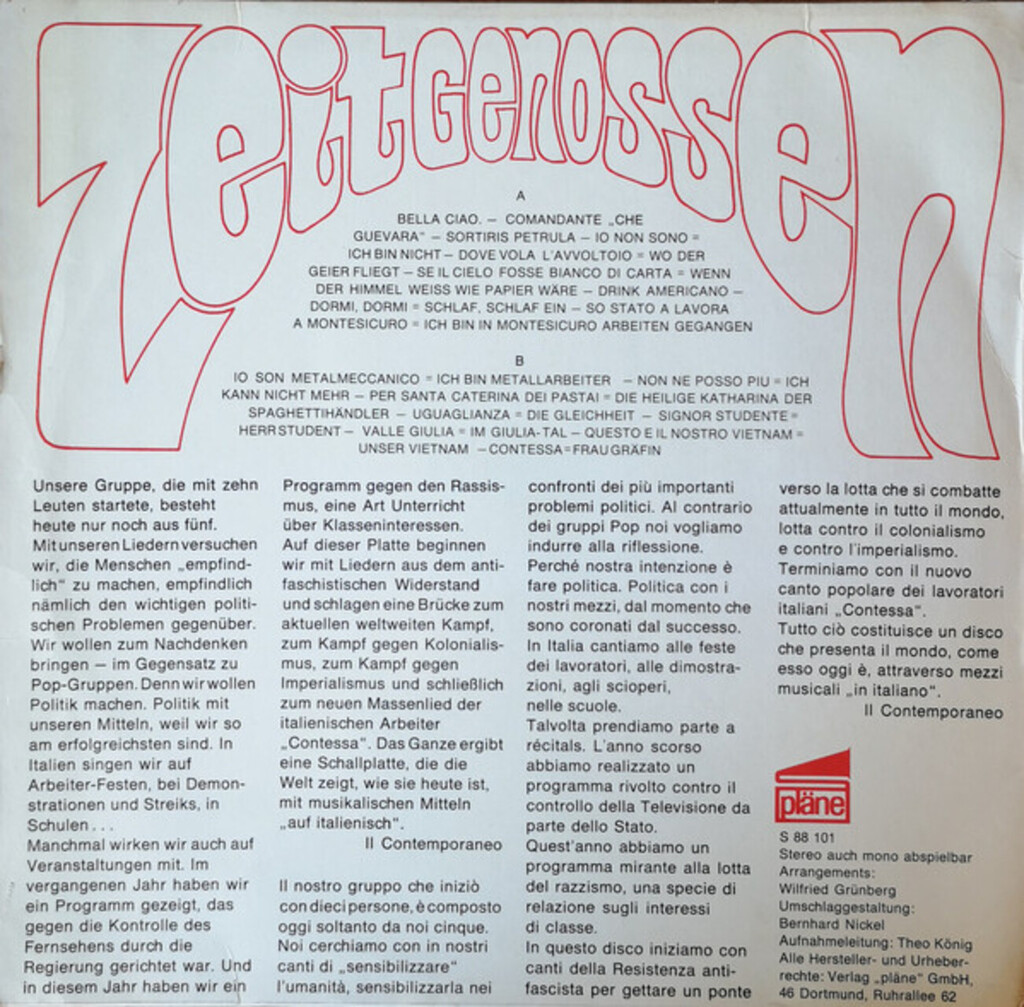 Zeitgenossen
A
BELLA CIAO. – COMANDANTE „CHE
GUEVARA“ – SORTIRIS PETRULA – IO NON SONO =
ICH BIN NICHT – DOVE VOLA L'AVVOLTOIO = WO DER
GEIER FLIEGT – SE IL CIELO FOSSE BIANCO DI CARTA = WENN
DER HIMMEL WEISS WIE PAPIER WÄRE – DRINK AMERICANO –
DORMI, DORMI = SCHLAF, SCHLAF EIN – SO STATO A LAVORA
A MONTESICURO = ICH BIN IN MONTESICURO ARBEITEN GEGANGEN
B
IO SON METALMECCANICO = ICH BIN METALLARBEITER – NON NE POSSO PIU = ICH
KANN NICHT MEHR – PER SANTA CATERINA DEI PASTAI = DIE HEILIGE KATHARINA DER
SPAGHETTIHÄNDLER – UGUAGLIANZA = DIE GLEICHHEIT – SIGNOR STUDENTE =
HERR STUDENT – VALLE GIULIA = IM GIULIA-TAL – QUESTO E IL NOSTRO VIETNAM =
UNSER VIETNAM – CONTESSA = FRAU GRÄFIN
Unsere Gruppe, die mit zehn
Leuten startete, besteht
heute nur noch aus fünf.
Mit unseren Liedern versuchen
wir, die Menschen „empfind-
lich“ zu machen, empfindlich
nämlich den wichtigen politi-
schen Problemen gegenüber.
Wir wollen zum Nachdenken
bringen – im Gegensatz zu
Pop-Gruppen. Denn wir wollen
Politik machen. Politik mit
unseren Mitteln, weil wir so
am erfolgreichsten sind. In
Italien singen wir auf
Arbeiter-Festen, bei Demon-
strationen und Streiks, in
Schulen . . .
Manchmal wirken wir auch auf
Veranstaltungen mit. Im
vergangenen Jahr haben wir
ein Programm gezeigt, das
gegen die Kontrolle des
Fernsehens durch die
Regierung gerichtet war. Und
in diesem Jahr haben wir ein
Programm gegen den Rassis-
mus, eine Art Unterricht
über Klasseninteressen.
Auf dieser Platte beginnen
wir mit Liedern aus dem anti-
faschistischen Widerstand
und schlagen eine Brücke zum
aktuellen weltweiten Kampf,
zum Kampf gegen Kolonialis-
mus, zum Kampf gegen
Imperialismus und schließlich
zum neuen Massenlied der
italienischen Arbeiter
„Contessa“. Das Ganze ergibt
eine Schallplatte, die die
Welt zeigt, wie sie heute ist,
mit musikalischen Mitteln
„auf italienisch“.
Il Contemporaneo
Il nostro gruppo che iniziò
con dieci persone, è composto
oggi soltanto da noi cinque.
Noi cerchiamo con in nostri
canti di „sensibilizzare“
l'umanità, sensibilizzarla nei
confronti dei più importanti
problemi politici. Al contrario
dei gruppi Pop noi vogliamo
indurre alla riflessione.
Perché nostra intenzione è
fare politica. Politica con i
nostri mezzi, dal momento che
sono coronati dal successo.
In Italia cantiamo alle feste
dei lavoratori, alle dimostra-
zioni, agli scioperi,
nelle scuole.
Talvolta prendiamo parte a
récitals. L'anno scorso
abbiamo realizzato un
programma rivolto contro il
controllo della Televisione da
parte dello Stato.
Quest'anno abbiamo un
programma mirante alla lotta
del razzismo, una specie di
relazione sugli interessi
di classe.
In questo disco iniziamo con
canti della Resistenza anti-
fascista per gettare un ponte
verso la lotta che si combatte
attualmente in tutto il mondo,
lotta contro il colonialismo
e contro l'imperialismo.
Terminiamo con il nuovo
canto popolare dei lavoratori
italiani „Contessa“.
Tutto ciò costituisce un disco
che presenta il mondo, come
esso oggi è, attraverso mezzi
musicali „in italiano“.
Il Contemporaneo
pläne
S 88 101
Stereo auch mono abspielbar
Arrangements:
Wilfried Grünberg
Umschlaggestaltung:
Bernhard Nickel
Aufnahmeleitung: Theo König
Alle Hersteller- und Urheber-
rechte: Verlag „pläne“ GmbH,
46 Dortmund, Ruhrallee 62